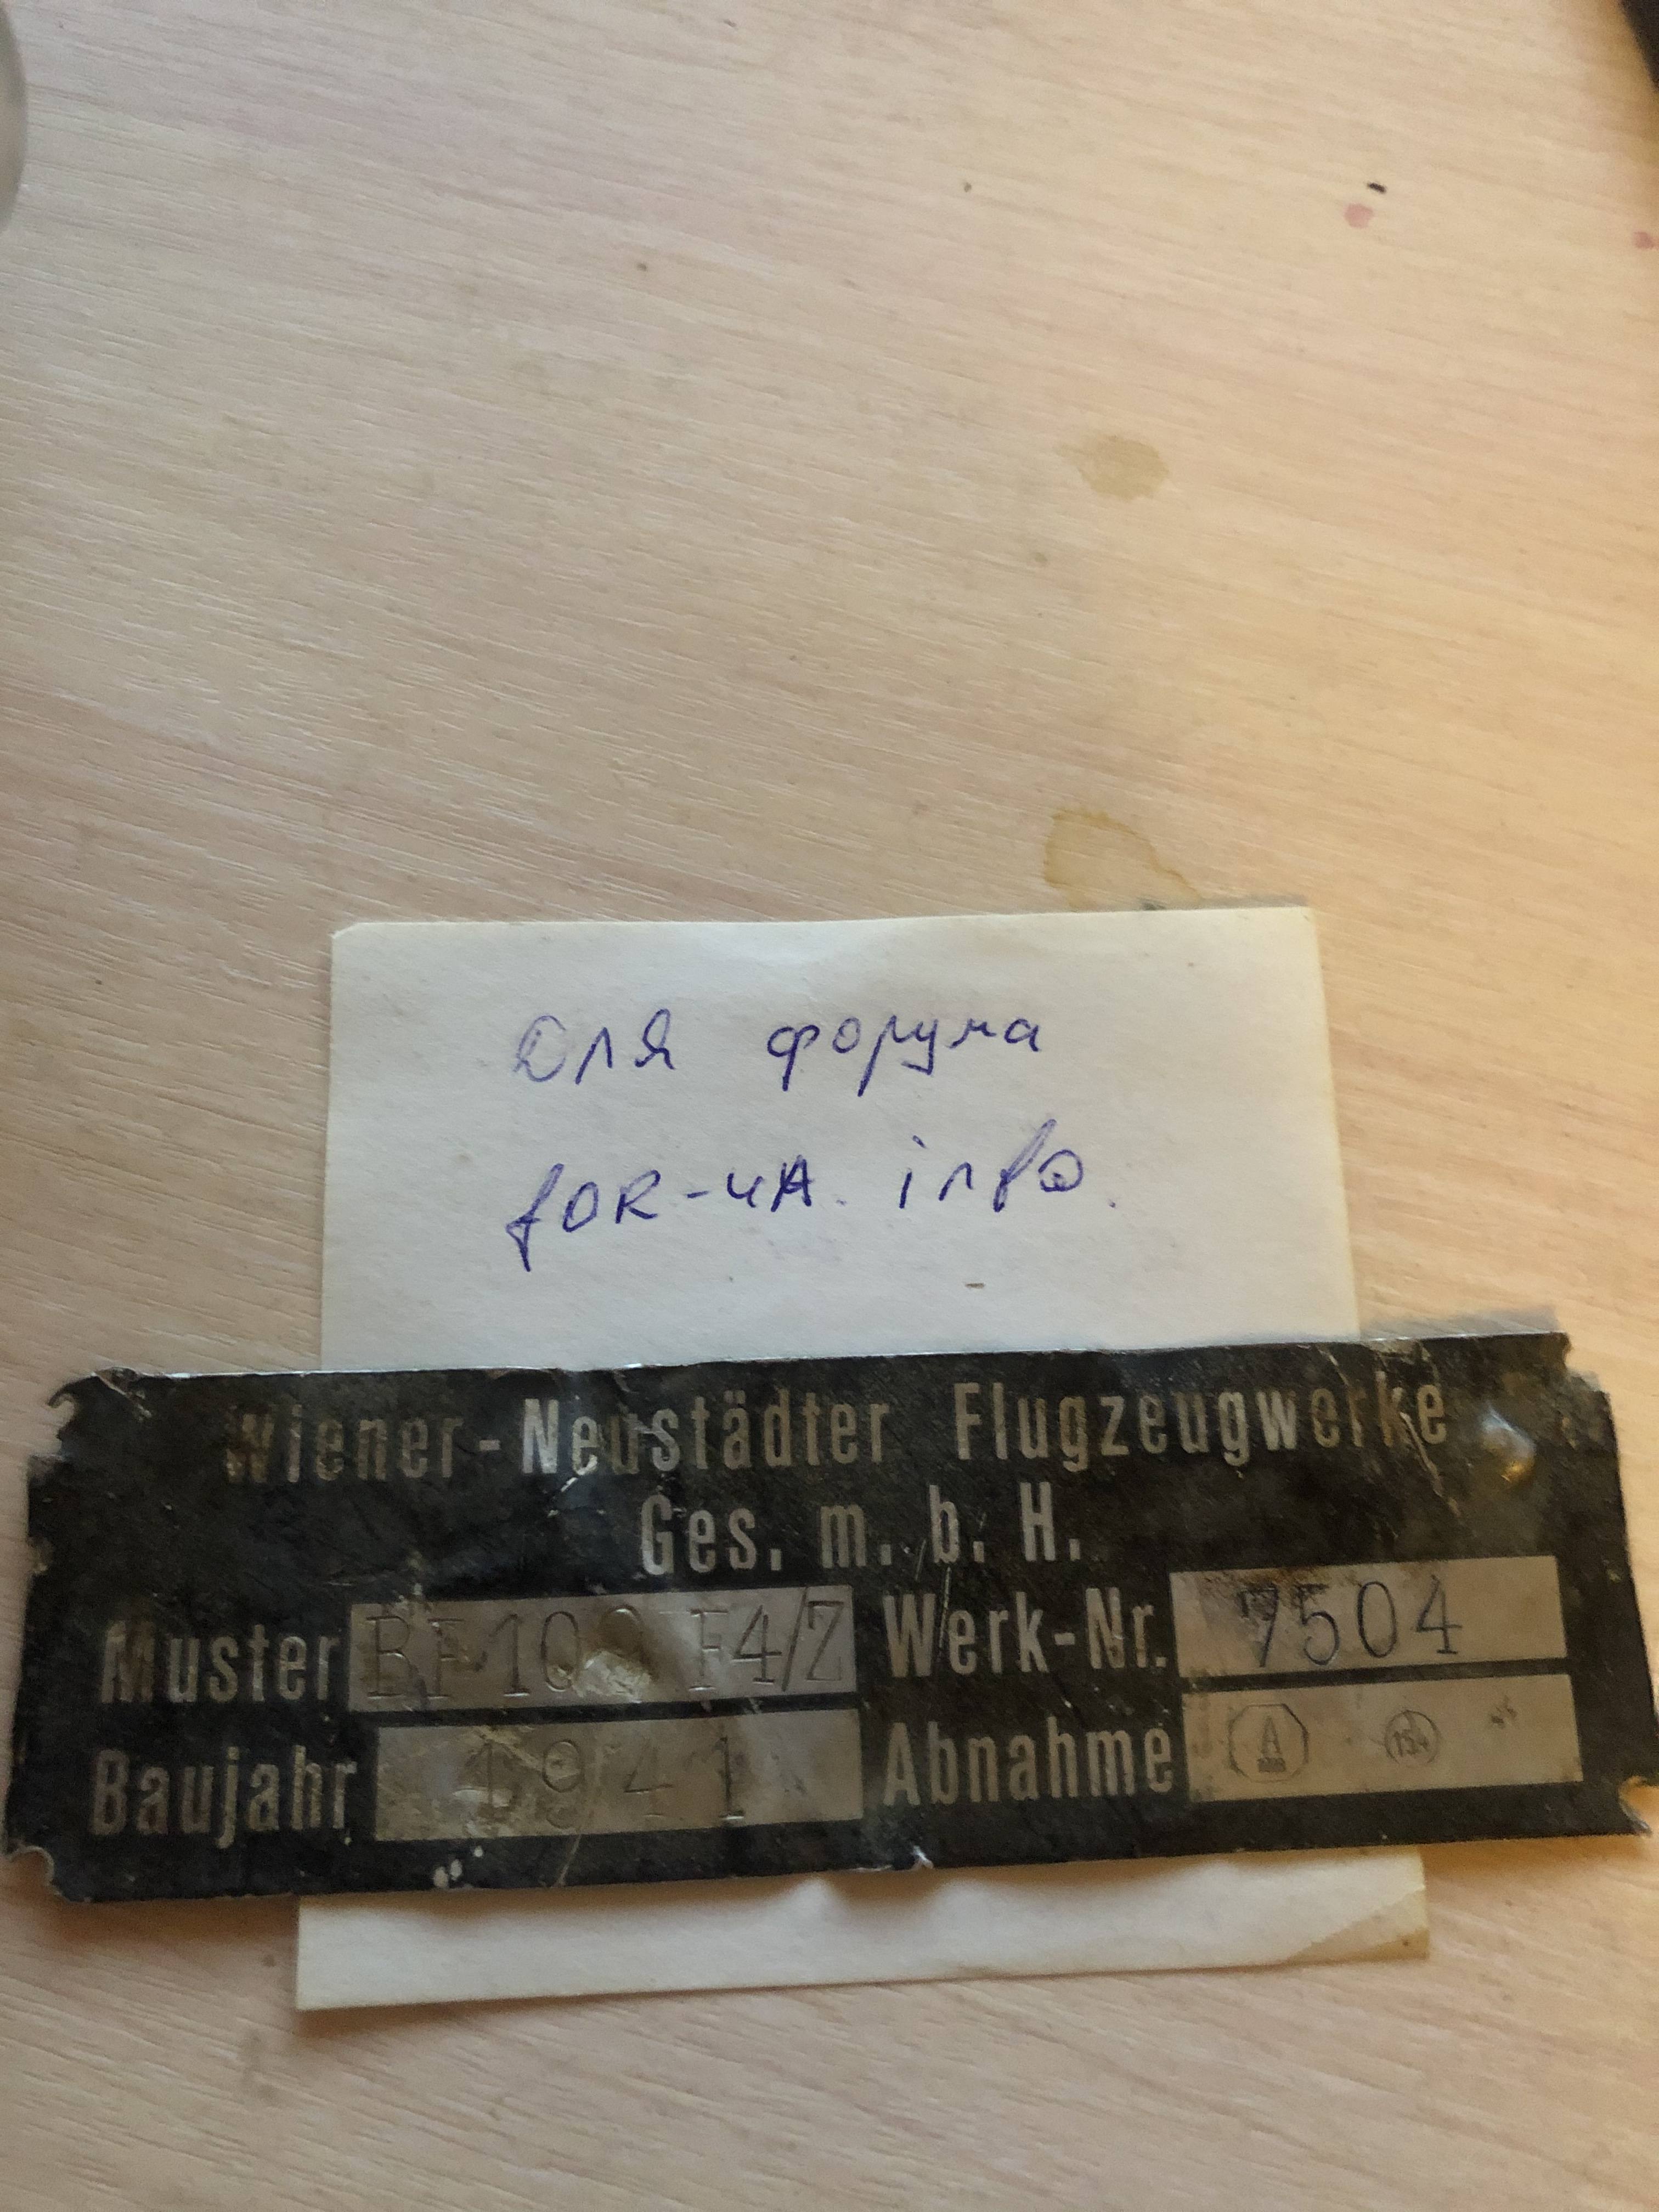 Для форума
fOR-UA. info.
Wiener-Neustädter Flugzeugwerke
Ges. m. b. H.
Muster BF 109 F4/Z Werk-Nr. 7504
Baujahr 1941 Abnahme A